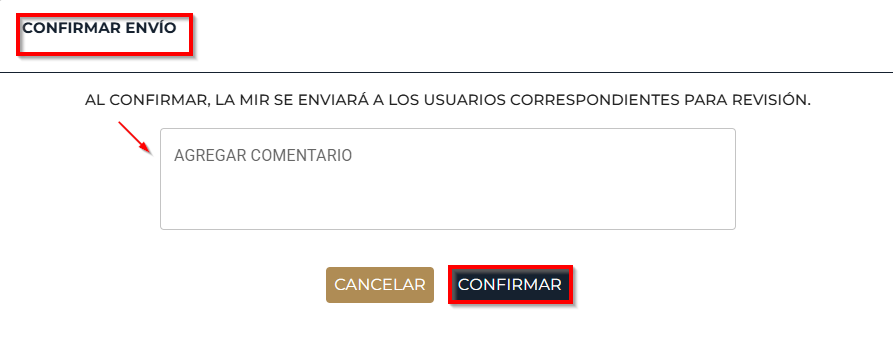 CONFIRMAR ENVÍO
AL CONFIRMAR, LA MIR SE ENVIARÁ A LOS USUARIOS CORRESPONDIENTES PARA REVISIÓN.
AGREGAR COMENTARIO
CANCELAR CONFIRMAR